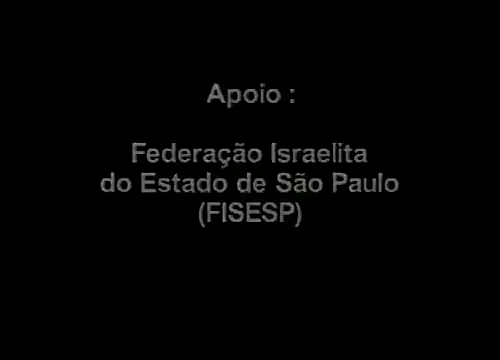 Apoio :
Federação Israelita
do Estado de São Paulo
(FISESP)